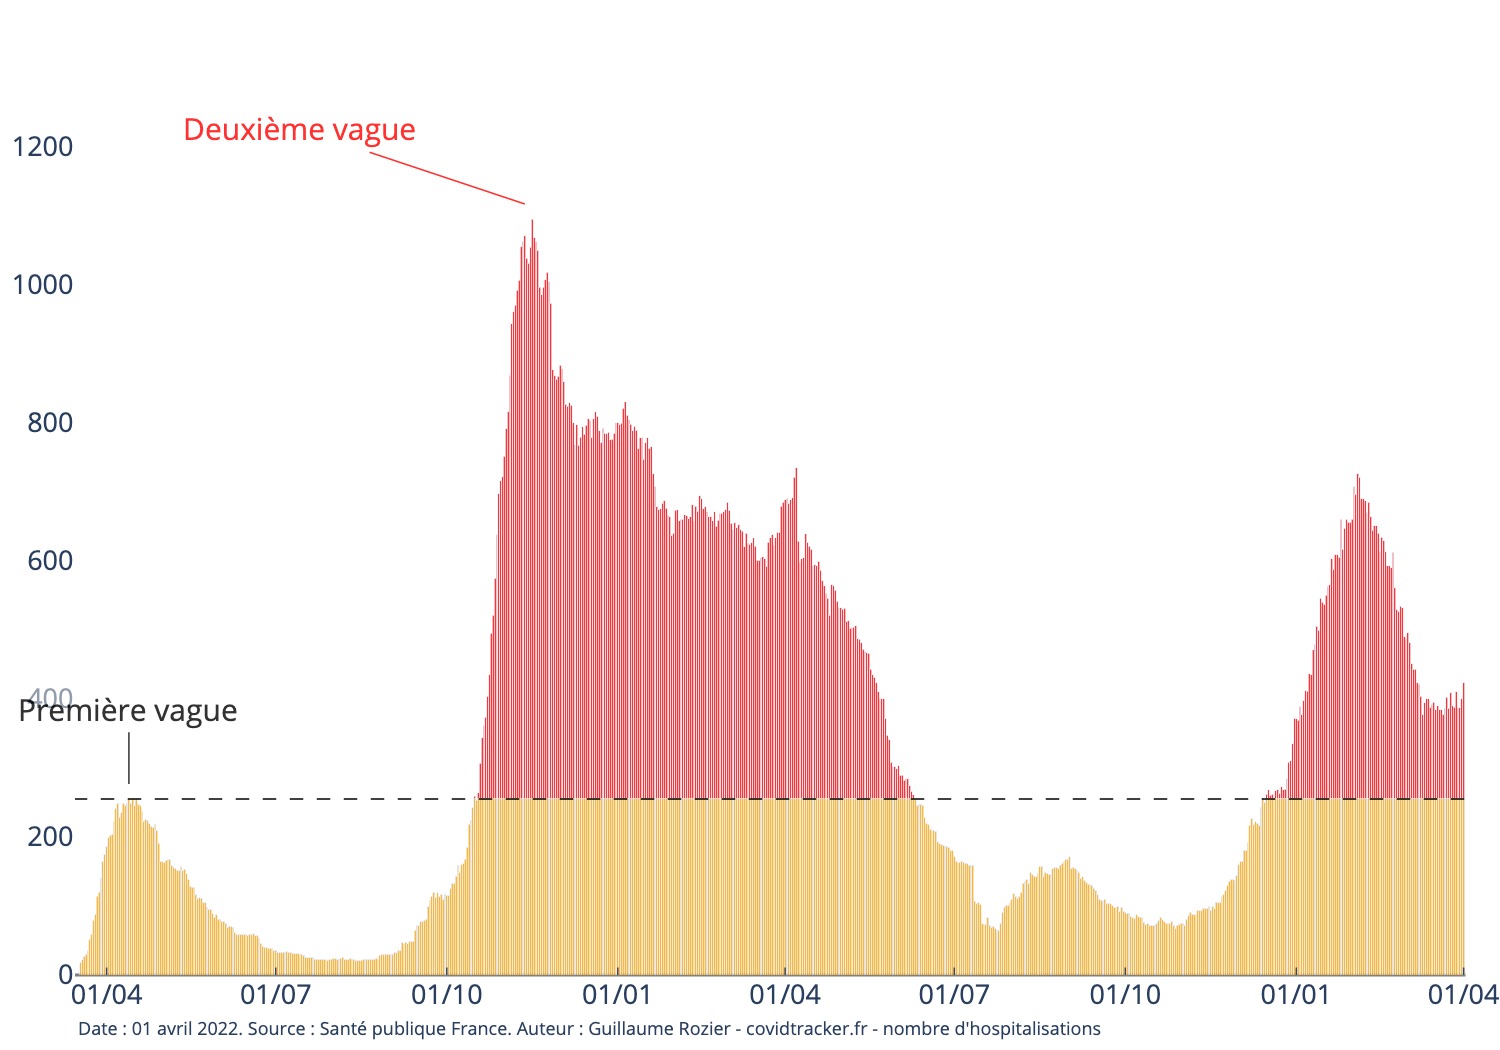 Deuxième vague
1200
1000
800
600
400
Première vague
200
0
01/04 01/07 01/10 01/01 01/04 01/07 01/10 01/01 01/04
Date : 01 avril 2022. Source : Santé publique France. Auteur : Guillaume Rozier - covidtracker.fr - nombre d'hospitalisations